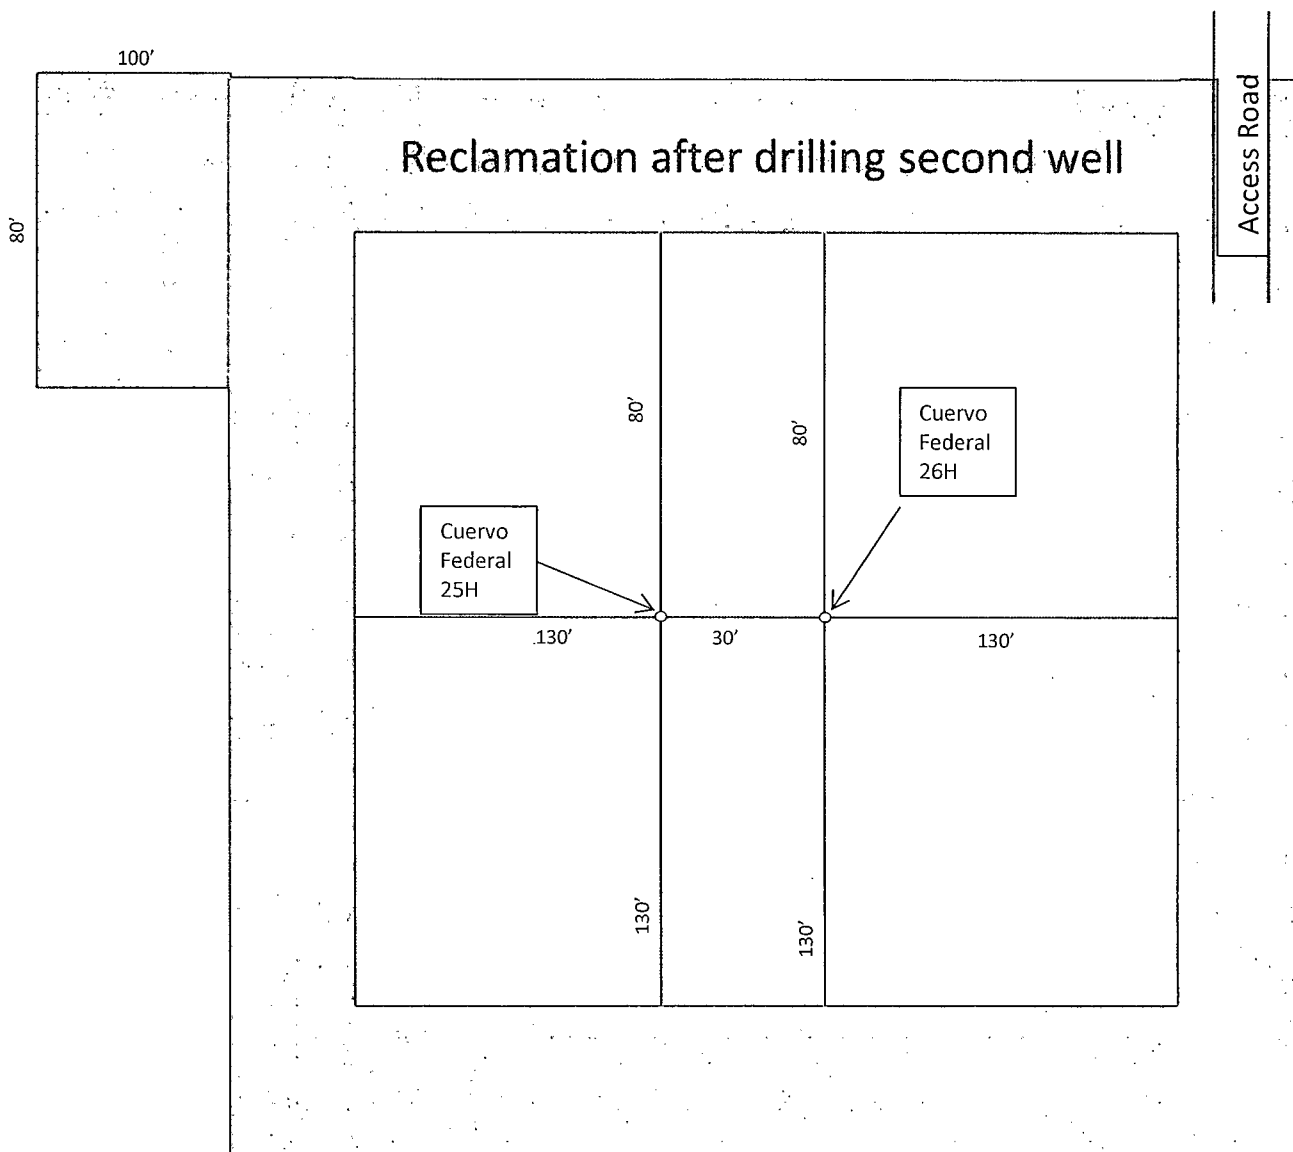 100’
Access Road
Reclamation after drilling second well
80’
80’
80’
Cuervo
Federal
26H
Cuervo
Federal
25H
.130’
30’
130’
130’
130’